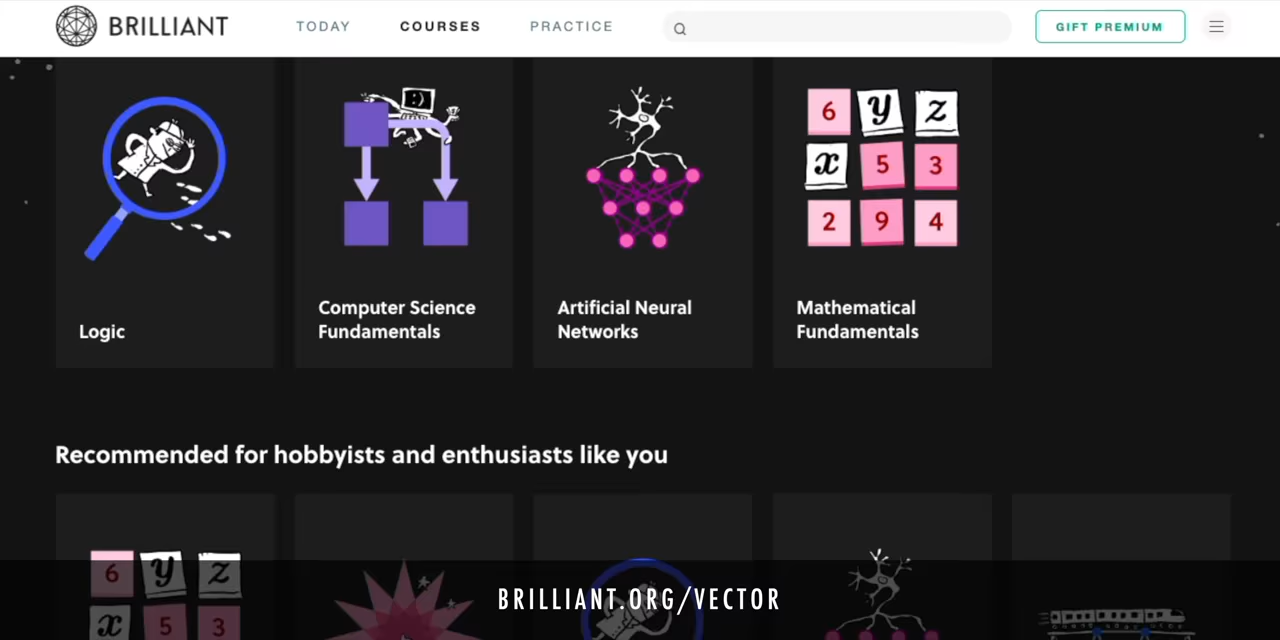 BRILLIANT TODAY COURSES PRACTICE GIFT PREMIUM
6 y z
x 5 3
2 9 4
Logic
Computer Science
Fundamentals
Artificial Neural
Networks
Mathematical
Fundamentals
Recommended for hobbyists and enthusiasts like you
6 y z
x 5 3
BRILLIANT.ORG/VECTOR